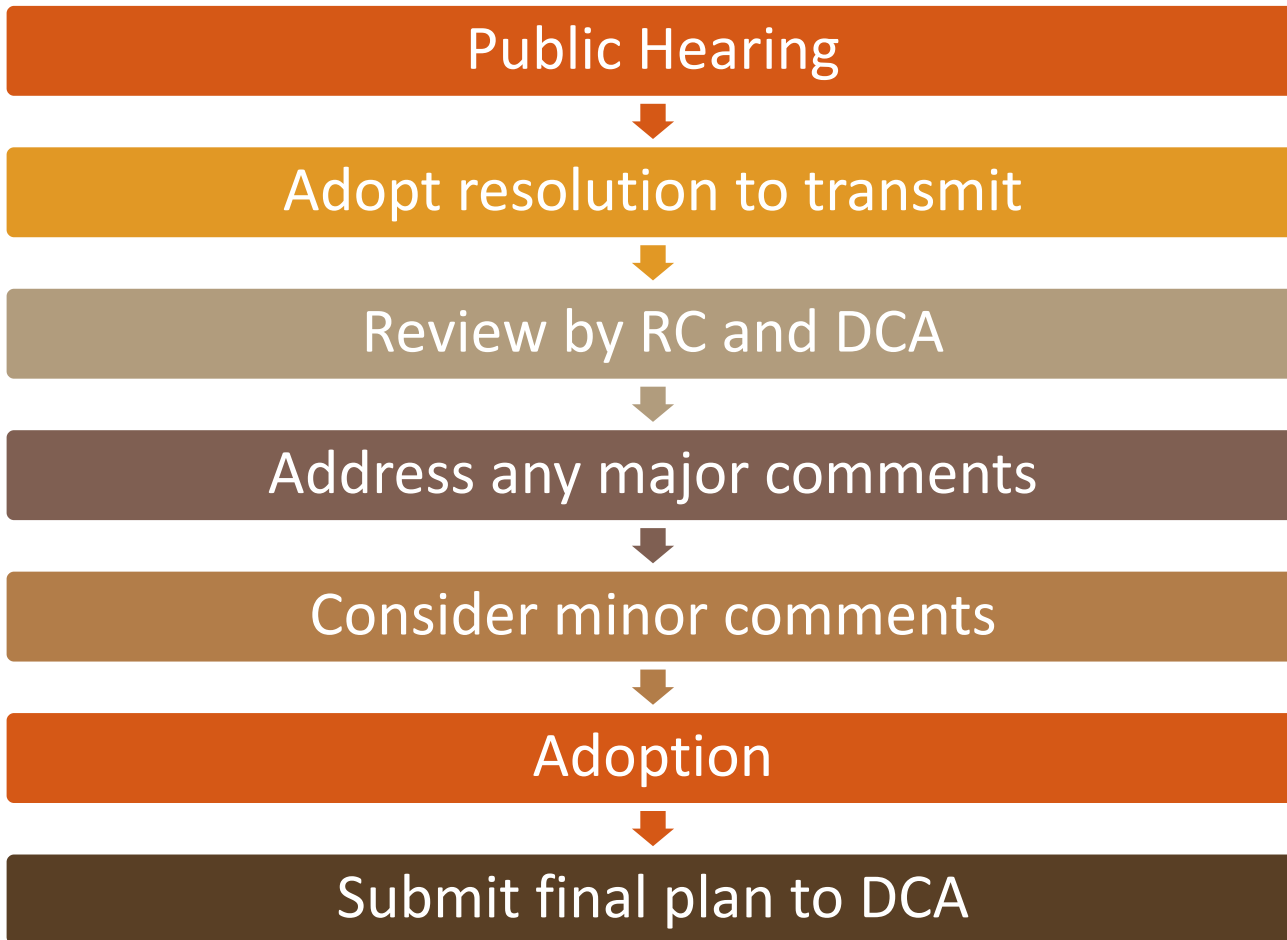 Public Hearing
Adopt resolution to transmit
Review by RC and DCA
Address any major comments
Consider minor comments
Adoption
Submit final plan to DCA